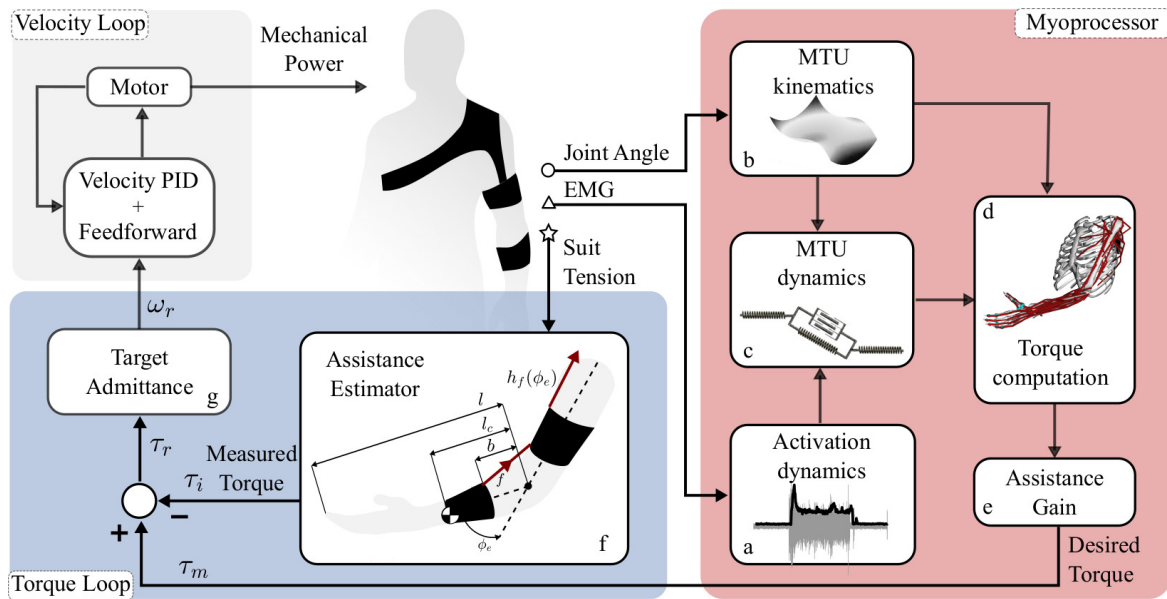 Velocity Loop
Mechanical
Power
Motor
Velocity PID
+
Feedforward
ω_r
Joint Angle
EMG
Suit
Tension
Myoprocessor
MTU
kinematics
b
MTU
dynamics
c
Activation
dynamics
a
d
Torque
computation
Assistance
Gain
e
Desired
Torque
Target
Admittance
g
τ_r
Measured
Torque
τ_i
+
−
τ_m
Torque Loop
Assistance
Estimator
h_f(ϕ_e)
l
l_c
b
f
ϕ_e
f